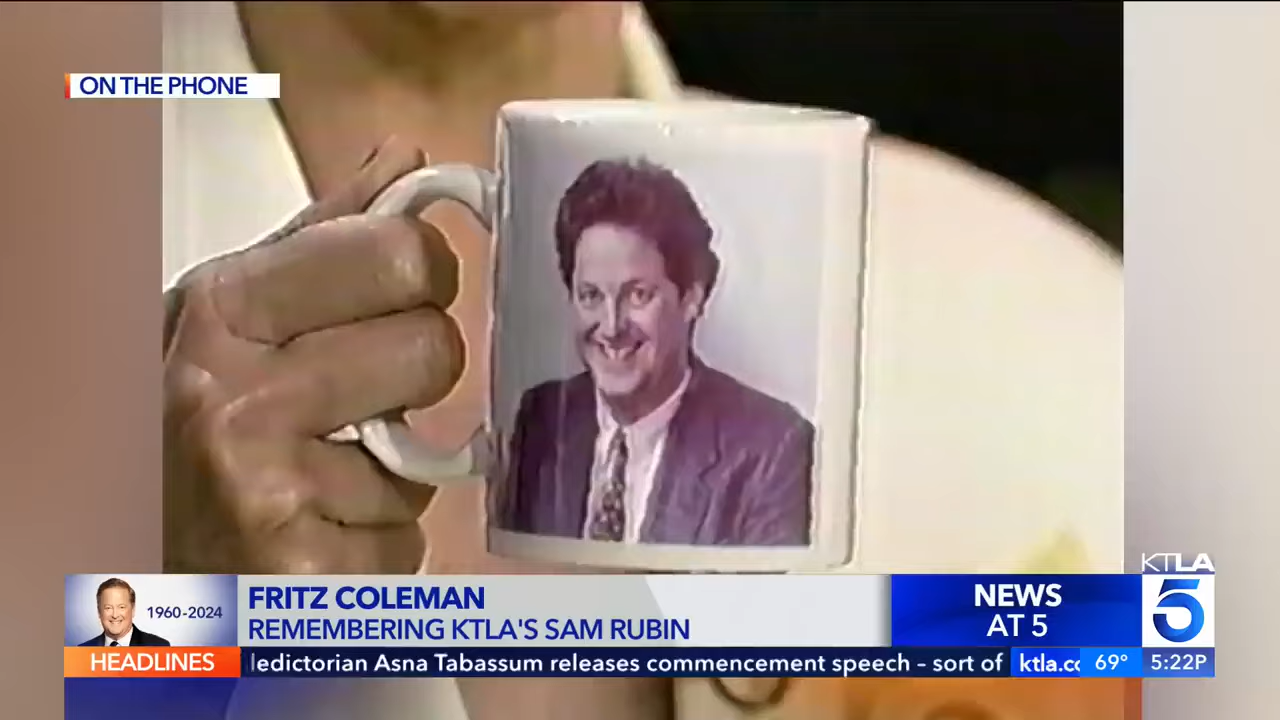 ON THE PHONE
1960-2024
FRITZ COLEMAN
REMEMBERING KTLA'S SAM RUBIN
NEWS
AT 5
KTLA
5
HEADLINES
ledictorian Asna Tabassum releases commencement speech – sort of
ktla.co
69°
5:22P